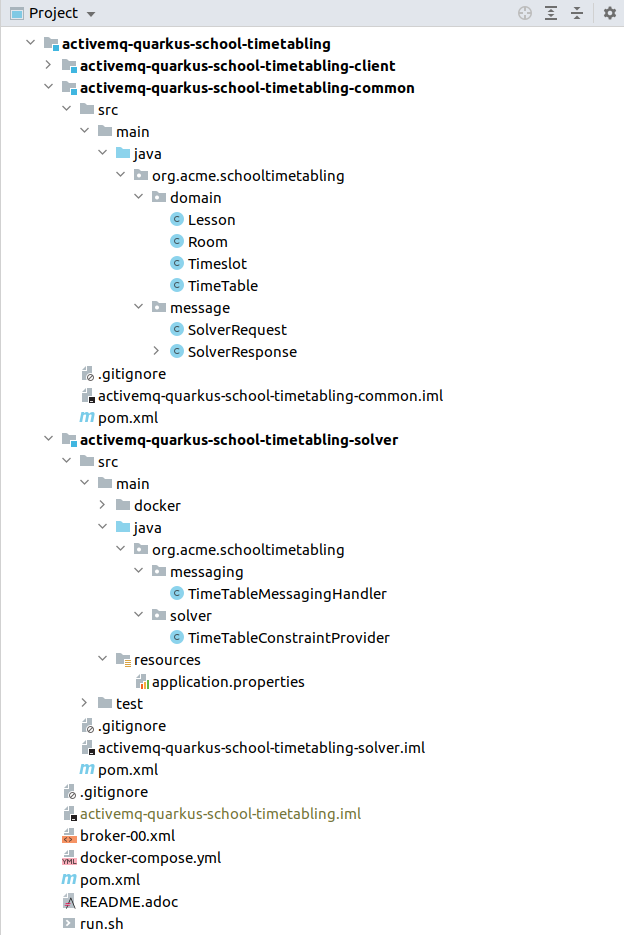 Project
activemq-quarkus-school-timetabling
activemq-quarkus-school-timetabling-client
activemq-quarkus-school-timetabling-common
src
main
java
org.acme.schooltimetabling
domain
Lesson
Room
Timeslot
TimeTable
message
SolverRequest
SolverResponse
.gitignore
activemq-quarkus-school-timetabling-common.iml
pom.xml
activemq-quarkus-school-timetabling-solver
src
main
docker
java
org.acme.schooltimetabling
messaging
TimeTableMessagingHandler
solver
TimeTableConstraintProvider
resources
application.properties
test
.gitignore
activemq-quarkus-school-timetabling-solver.iml
pom.xml
.gitignore
activemq-quarkus-school-timetabling.iml
broker-00.xml
docker-compose.yml
pom.xml
README.adoc
run.sh